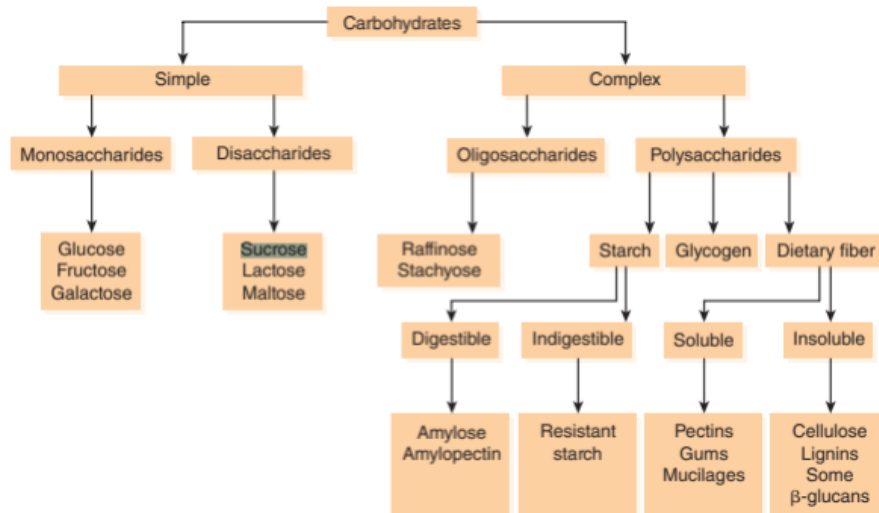 Carbohydrates
Simple
Complex
Monosaccharides
Disaccharides
Oligosaccharides
Polysaccharides
Glucose
Fructose
Galactose
Sucrose
Lactose
Maltose
Raffinose
Stachyose
Starch
Glycogen
Dietary fiber
Digestible
Indigestible
Soluble
Insoluble
Amylose
Amylopectin
Resistant
starch
Pectins
Gums
Mucilages
Cellulose
Lignins
Some
β-glucans